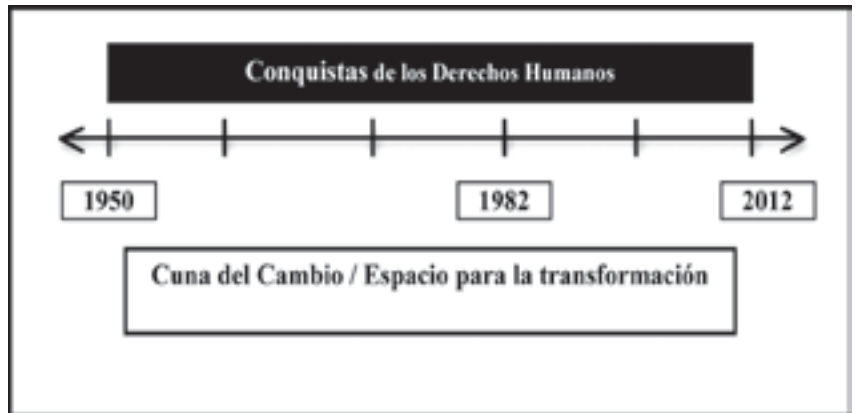 Conquistas de los Derechos Humanos
1950 1982 2012
Cuna del Cambio / Espacio para la transformación